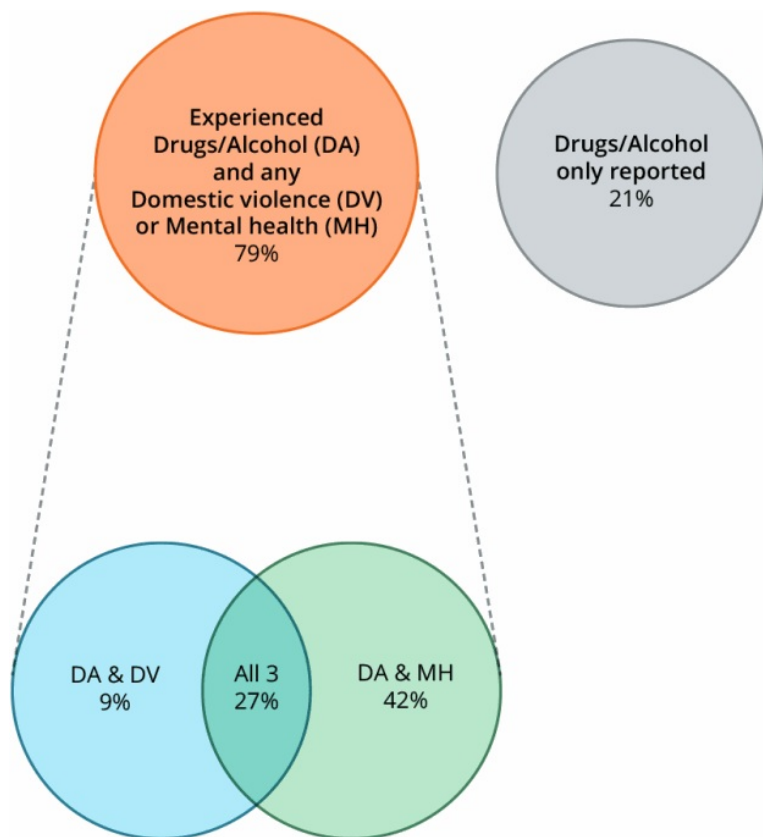 Experienced
Drugs/Alcohol (DA)
and any
Domestic violence (DV)
or Mental health (MH)
79%
Drugs/Alcohol
only reported
21%
DA & DV
9%
All 3
27%
DA & MH
42%